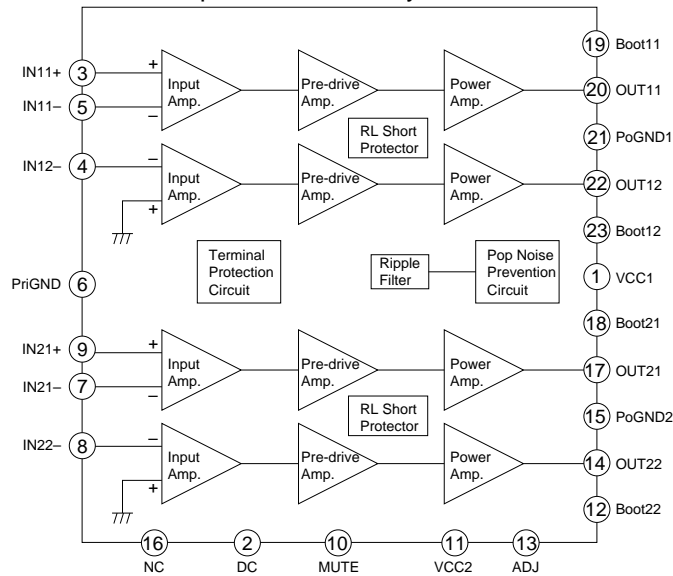 19 Boot11
IN11+ 3
+
Input
Amp.
Pre-drive
Amp.
Power
Amp.
20 OUT11
IN11– 5
–
RL Short
Protector
21 PoGND1
IN12– 4
–
Input
Amp.
Pre-drive
Amp.
Power
Amp.
22 OUT12
+
23 Boot12
Terminal
Protection
Circuit
Ripple
Filter
Pop Noise
Prevention
Circuit
PriGND 6
1 VCC1
18 Boot21
IN21+ 9
+
Input
Amp.
Pre-drive
Amp.
Power
Amp.
17 OUT21
IN21– 7
–
RL Short
Protector
15 PoGND2
IN22– 8
–
Input
Amp.
Pre-drive
Amp.
Power
Amp.
14 OUT22
+
12 Boot22
16 2 10 11 13
NC DC MUTE VCC2 ADJ